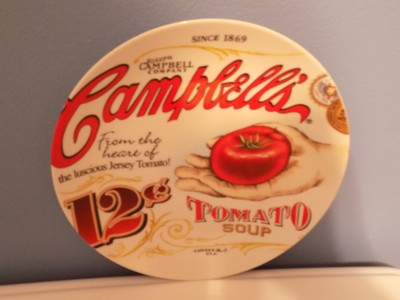 SINCE 1869
JOSEPH
CAMPBELL
COMPANY
Campbell's
From the
heart of
the luscious Jersey Tomato!
12¢
TOMATO
SOUP